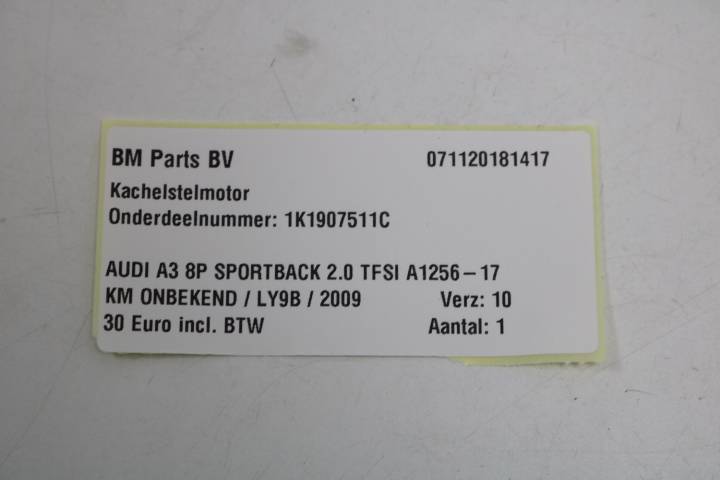 BM Parts BV 071120181417
Kachelstelmotor
Onderdeelnummer: 1K1907511C
AUDI A3 8P SPORTBACK 2.0 TFSI A1256-17
KM ONBEKEND / LY9B / 2009 Verz: 10
30 Euro incl. BTW Aantal: 1